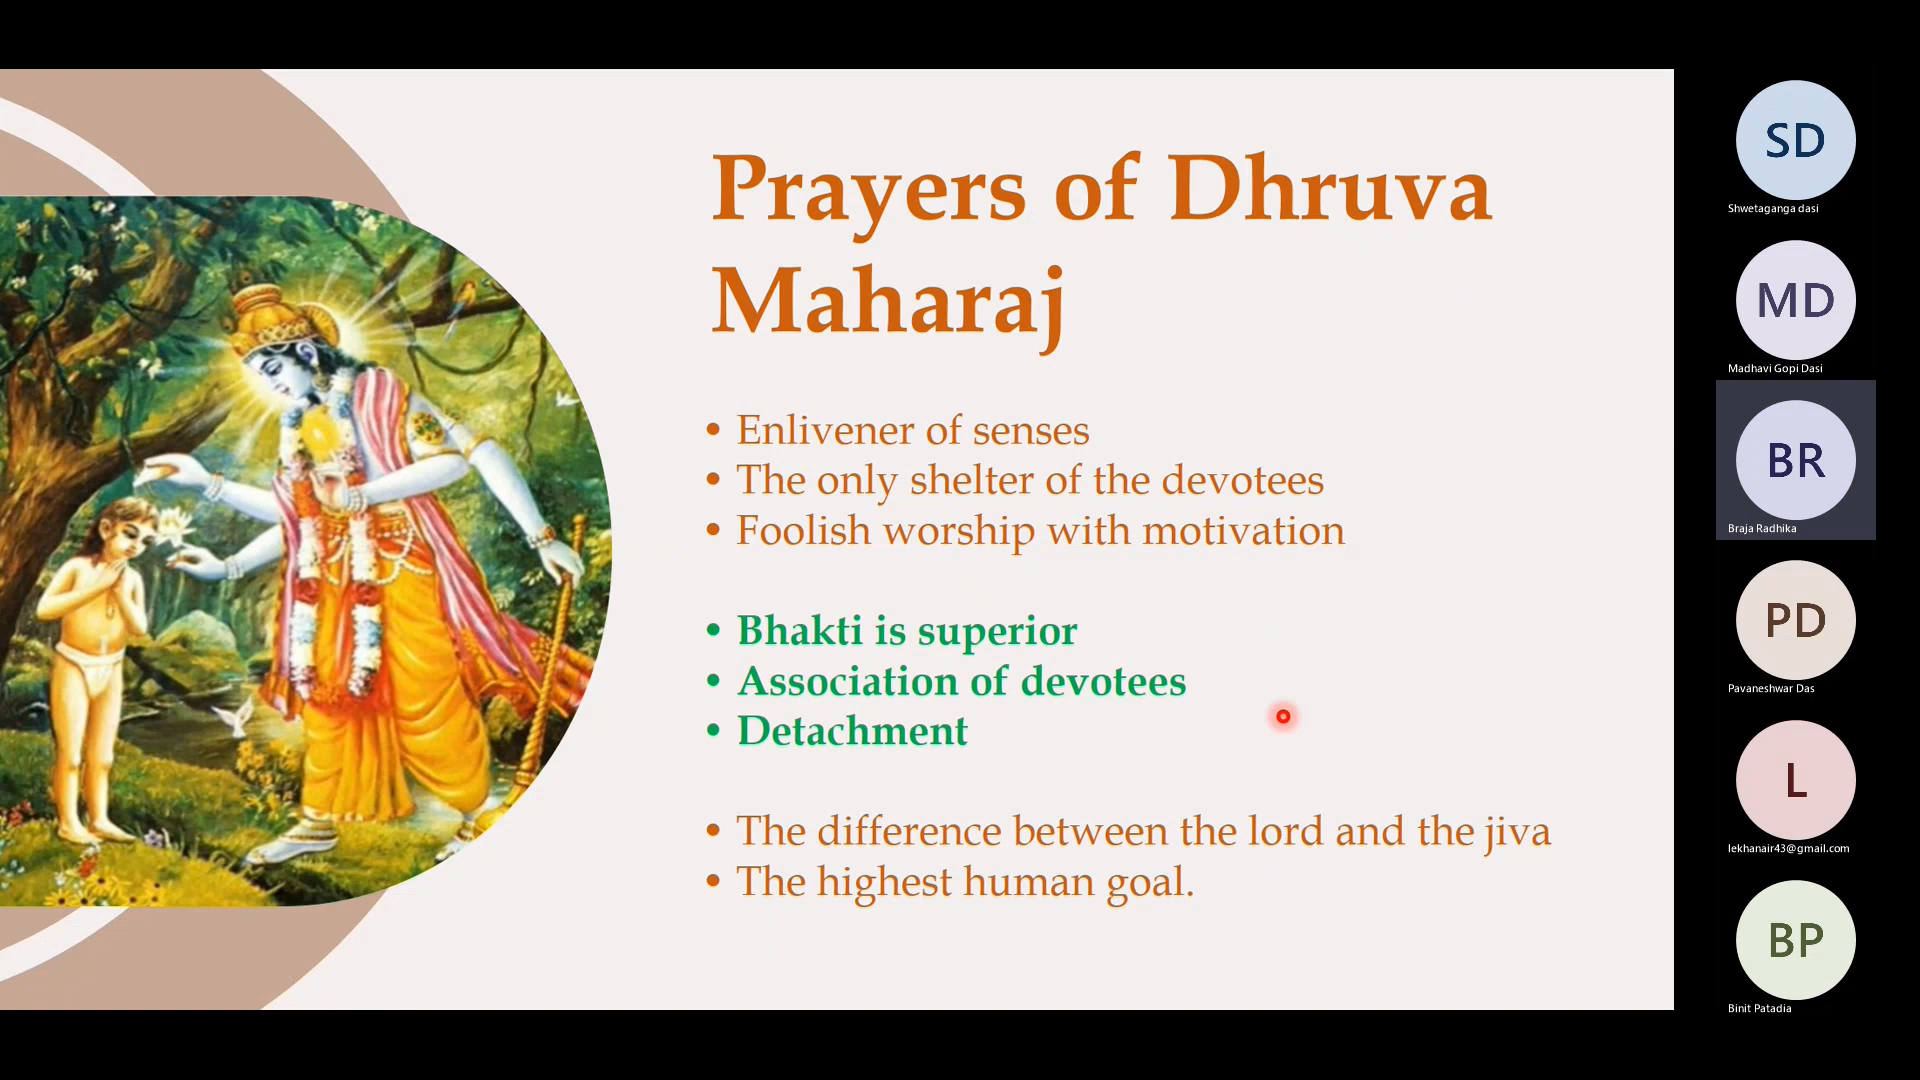 Prayers of Dhruva
Maharaj
• Enlivener of senses
• The only shelter of the devotees
• Foolish worship with motivation
• Bhakti is superior
• Association of devotees
• Detachment
• The difference between the lord and the jiva
• The highest human goal.
SD
Shwetaganga dasi
MD
Madhavi Gopi Dasi
BR
Braja Radhika
PD
Pavaneshwar Das
L
lekhanair43@gmail.com
BP
Binit Patadia